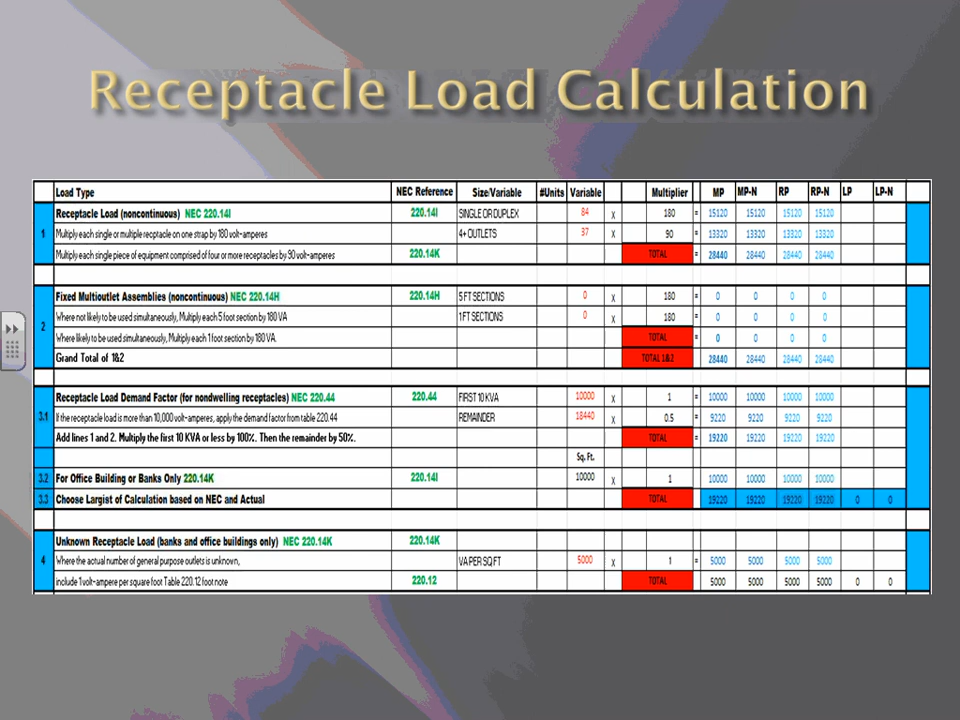 Receptacle Load Calculation
Load Type NEC Reference Size/Variable #Units Variable Multiplier MP MP-N RP RP-N LP LP-N
1 Receptacle Load (noncontinuous) NEC 220.14I 220.14I SINGLE OR DUPLEX 84 X 180 = 15120 15120 15120 15120
Multiply each single or multiple recptacle on one strap by 180 volt-amperes 4+ OUTLETS 37 X 90 = 13320 13320 13320 13320
Multiply each single piece of equipment comprised of four or more receptacles by 90 volt-amperes 220.14K TOTAL = 28440 28440 28440 28440
2 Fixed Multioutlet Assemblies (noncontinuous) NEC 220.14H 220.14H 5 FT SECTIONS 0 X 180 = 0 0 0 0
Where not likely to be used simultaneously, Multiply each 5 foot section by 180 VA 1 FT SECTIONS 0 X 180 = 0 0 0 0
Where likely to be used simultaneously, Multiply each 1 foot section by 180 VA. TOTAL = 0 0 0 0
Grand Total of 1&2 TOTAL 1&2 28440 28440 28440 28440
3.1 Receptacle Load Demand Factor (for nondwelling receptacles) NEC 220.44 220.44 FIRST 10 KVA 10000 X 1 = 10000 10000 10000 10000
If the receptacle load is more than 10,000 volt-amperes, apply the demand factor from table 220.44 REMAINDER 18440 X 0.5 = 9220 9220 9220 9220
Add lines 1 and 2. Multiply the first 10 KVA or less by 100%. Then the remainder by 50%. TOTAL = 19220 19220 19220 19220
Sq. Ft.
3.2 For Office Building or Banks Only 220.14K 220.14I 10000 X 1 10000 10000 10000 10000
3.3 Choose Largist of Calculation based on NEC and Actual TOTAL 19220 19220 19220 19220 0 0
4 Unknown Receptacle Load (banks and office buildings only) NEC 220.14K 220.14K
Where the actual number of general purpose outlets is unknown, VA PER SQ FT 5000 X 1 = 5000 5000 5000 5000
include 1 volt-ampere per square foot Table 220.12 foot note 220.12 TOTAL 5000 5000 5000 5000 0 0